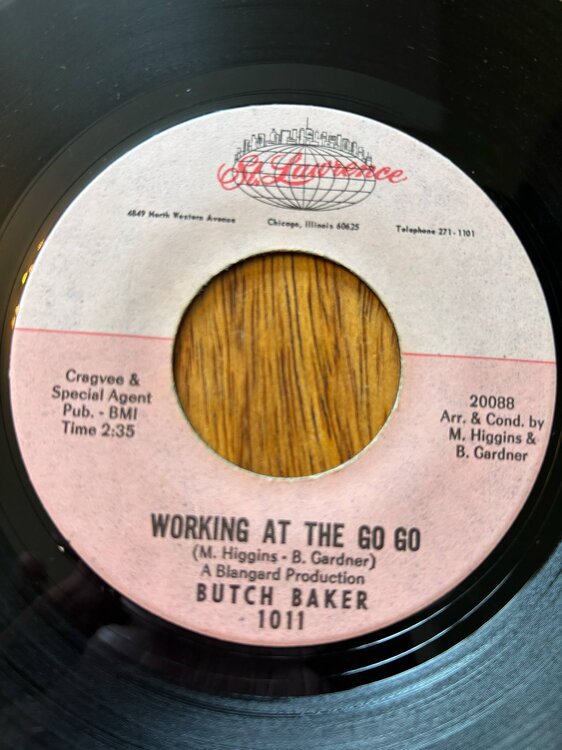 St. Lawrence
4849 North Western Avenue Chicago, Illinois 60625 Telephone 271-1101
Cragvee &
Special Agent
Pub. - BMI
Time 2:35
20088
Arr. & Cond. by
M. Higgins &
B. Gardner
WORKING AT THE GO GO
(M. Higgins - B. Gardner)
A Blangard Production
BUTCH BAKER
1011